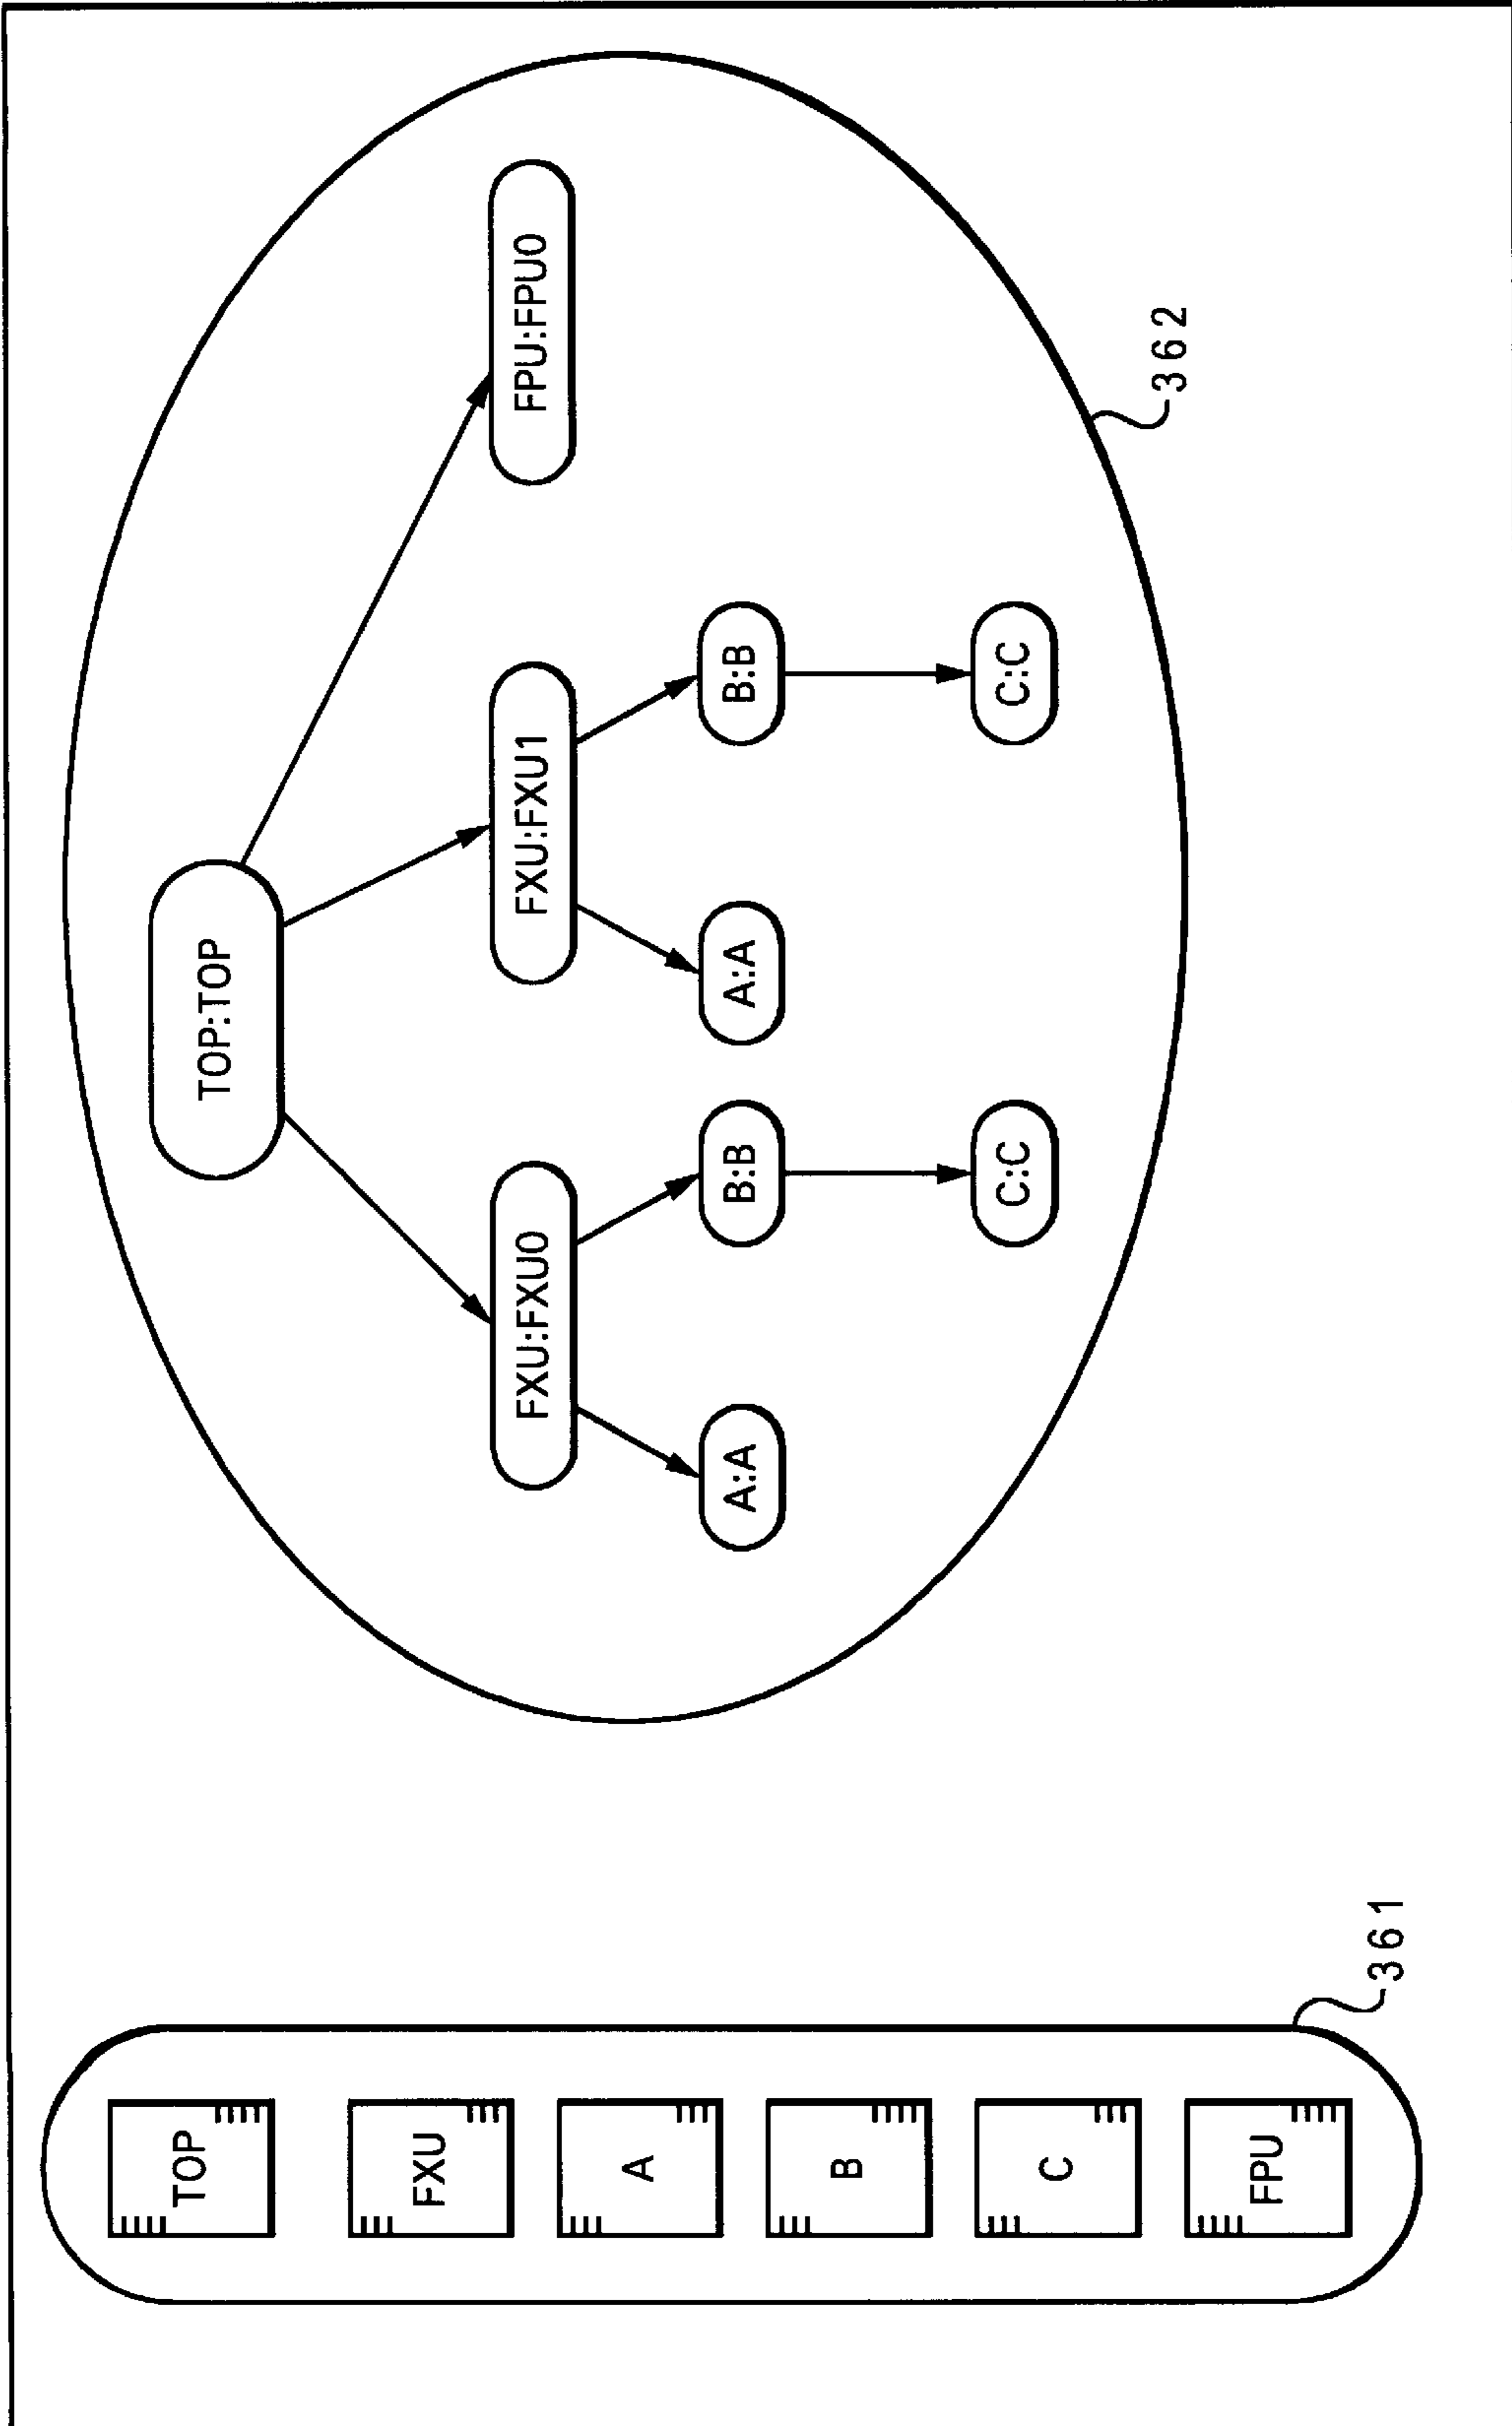 TOP
FXU
A
B
C
FPU
361
TOP:TOP
FXU:FXU0
FXU:FXU1
FPU:FPU0
A:A
B:B
A:A
B:B
C:C
C:C
362